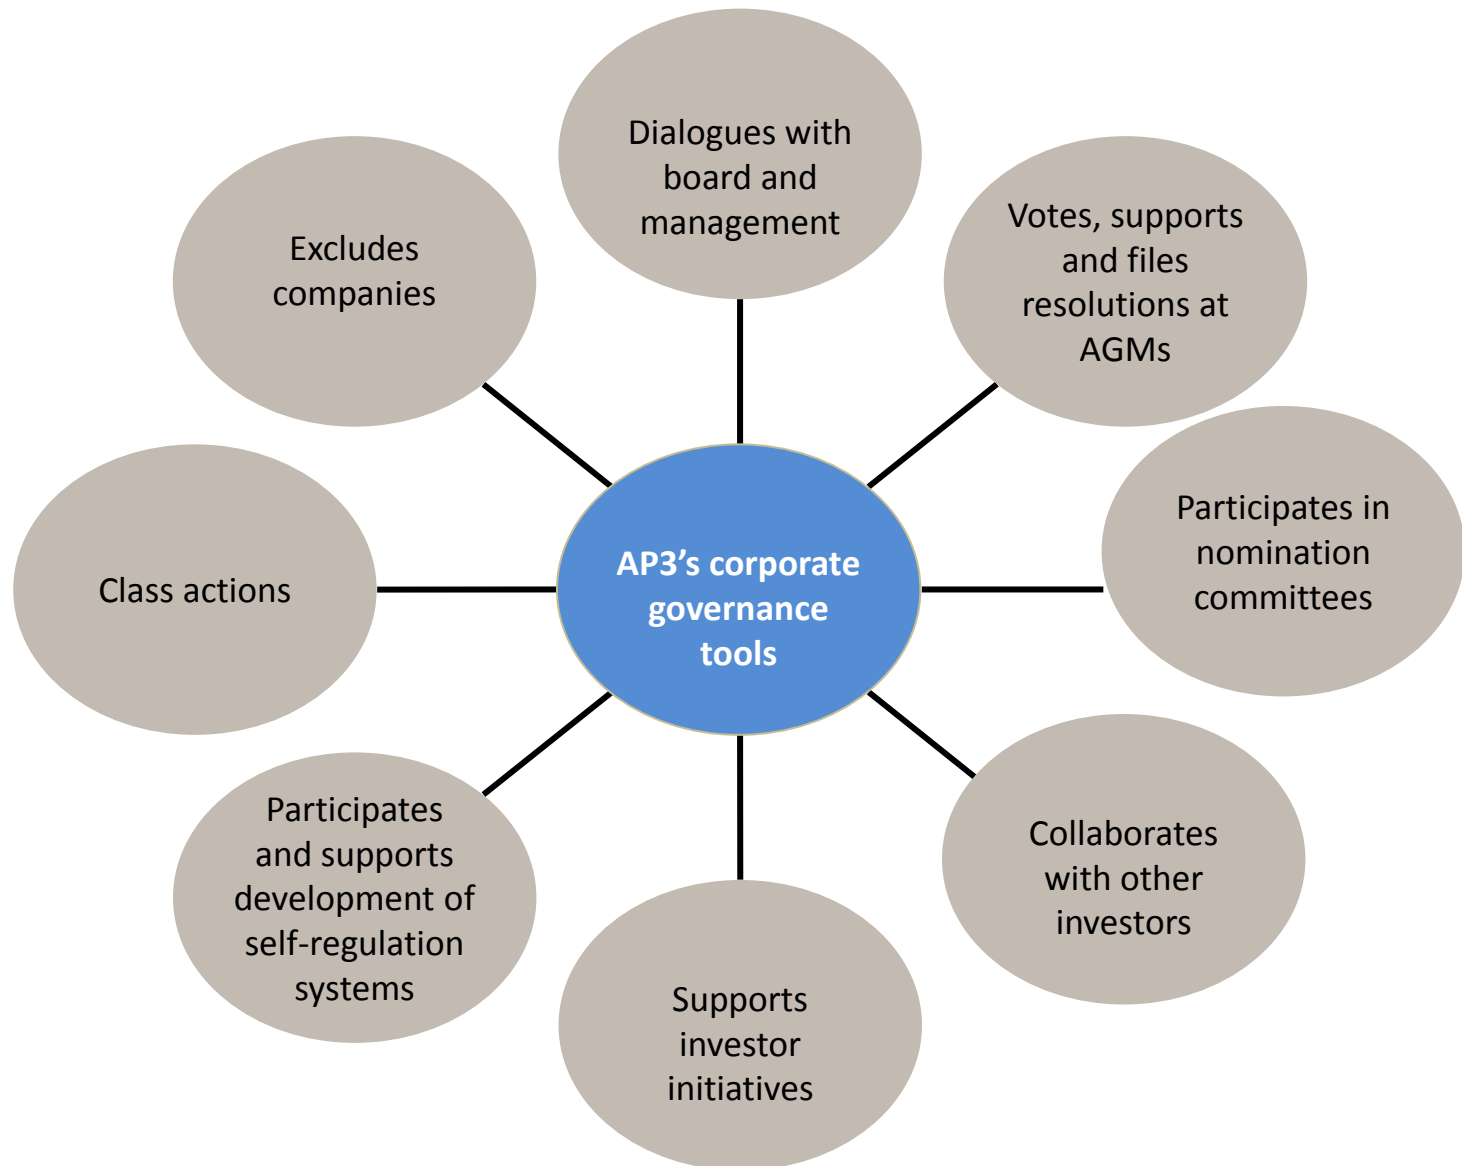 Dialogues with
board and
management
Votes, supports
and files
resolutions at
AGMs
Participates in
nomination
committees
Collaborates
with other
investors
Supports
investor
initiatives
Participates
and supports
development of
self-regulation
systems
Class actions
Excludes
companies
AP3’s corporate
governance
tools